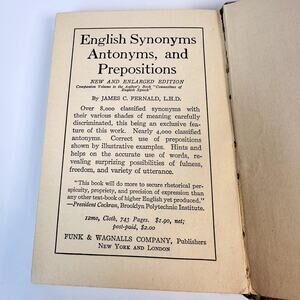 English Synonyms
Antonyms, and
Prepositions
NEW AND ENLARGED EDITION
Companion Volume to the Author's Book "Connectives of
English Speech"
By JAMES C. FERNALD, L.H.D.
Over 8,000 classified synonyms with
their various shades of meaning carefully
discriminated, this being an exclusive feat-
ure of this work. Nearly 4,000 classified
antonyms. Correct use of prepositions
shown by illustrative examples. Hints and
helps on the accurate use of words, re-
vealing surprising possibilities of fulness,
freedom, and variety of utterance.
"This book will do more to secure rhetorical per-
spicuity, propriety, and precision of expression than
any other text-book of higher English yet produced."
—President Cochran, Brooklyn Polytechnic Institute.
12mo, Cloth, 743 Pages. $1.90, net;
post-paid, $2.00
FUNK & WAGNALLS COMPANY, Publishers
NEW YORK AND LONDON